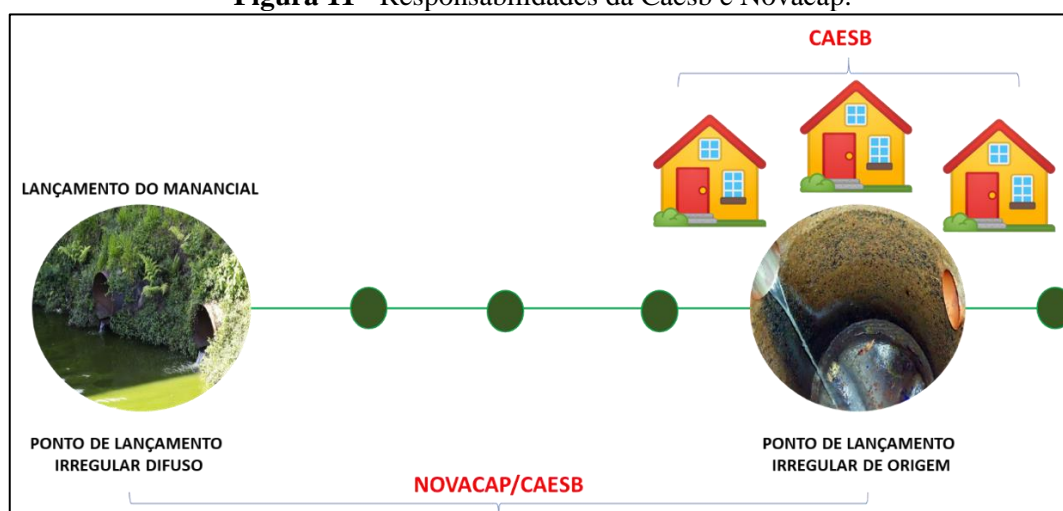 Figura 11 - Responsabilidades da Caesb e Novacap.
CAESB
LANÇAMENTO DO MANANCIAL
PONTO DE LANÇAMENTO
IRREGULAR DIFUSO
PONTO DE LANÇAMENTO
IRREGULAR DE ORIGEM
NOVACAP/CAESB